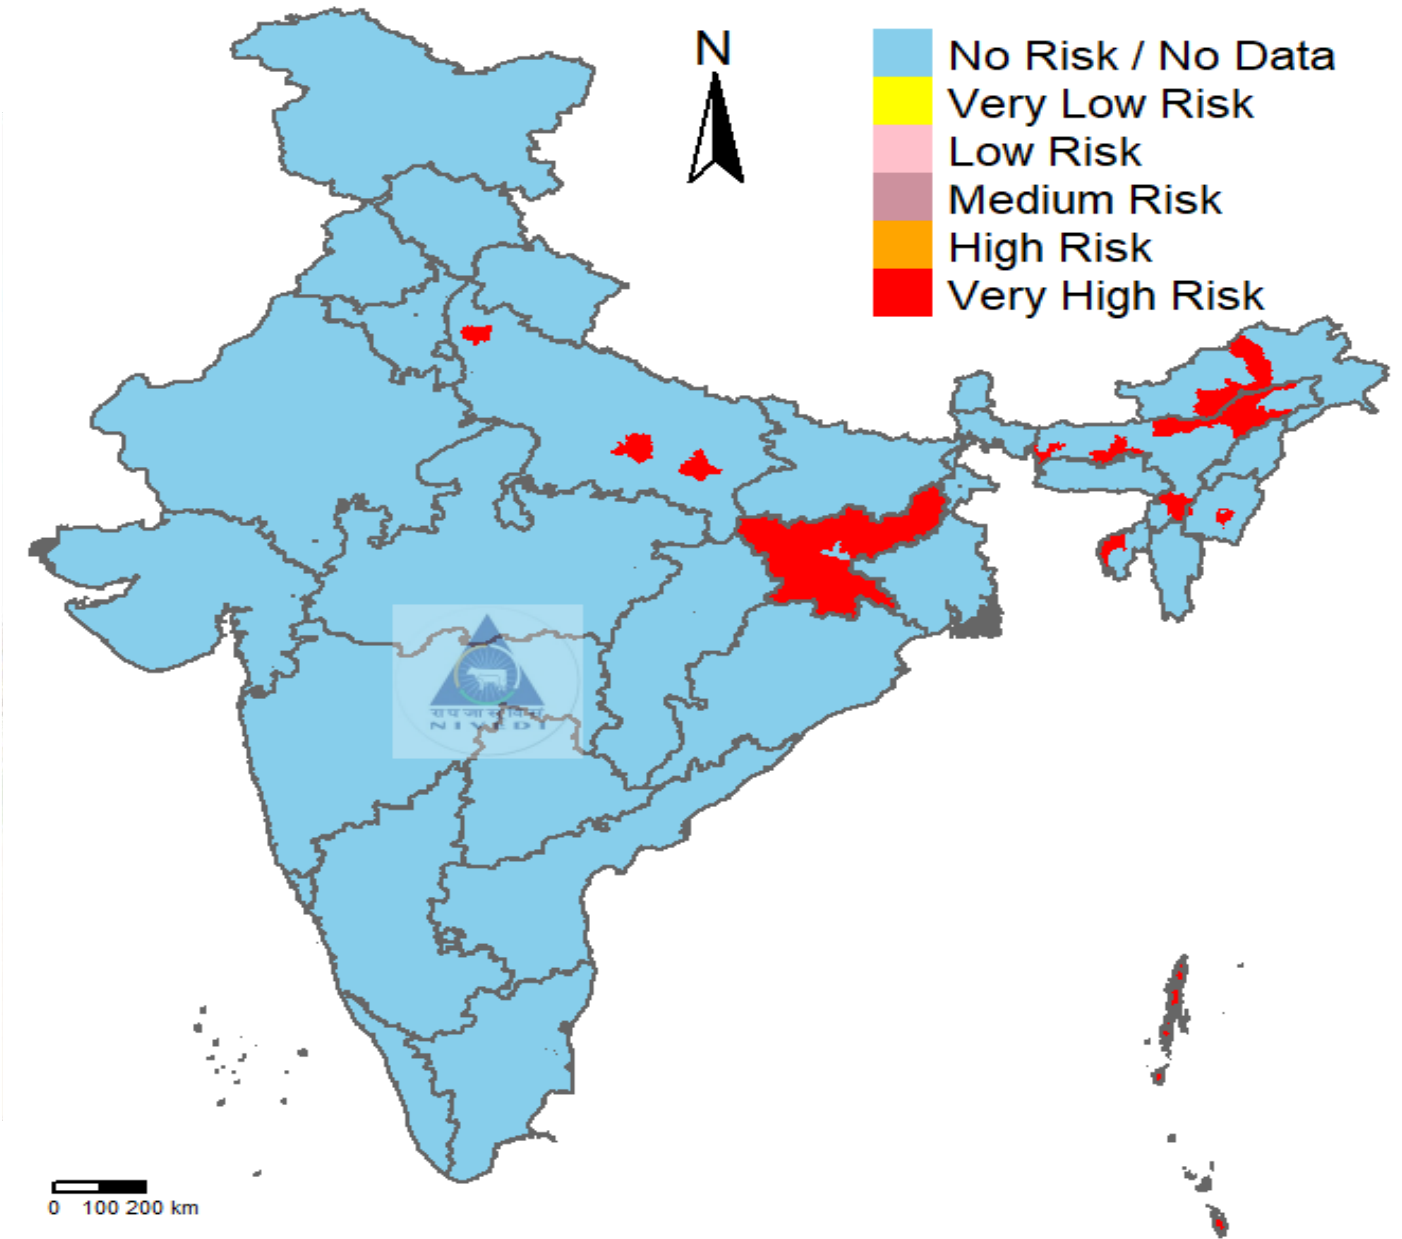 N
No Risk / No Data
Very Low Risk
Low Risk
Medium Risk
High Risk
Very High Risk
NIVEDI
0 100 200 km